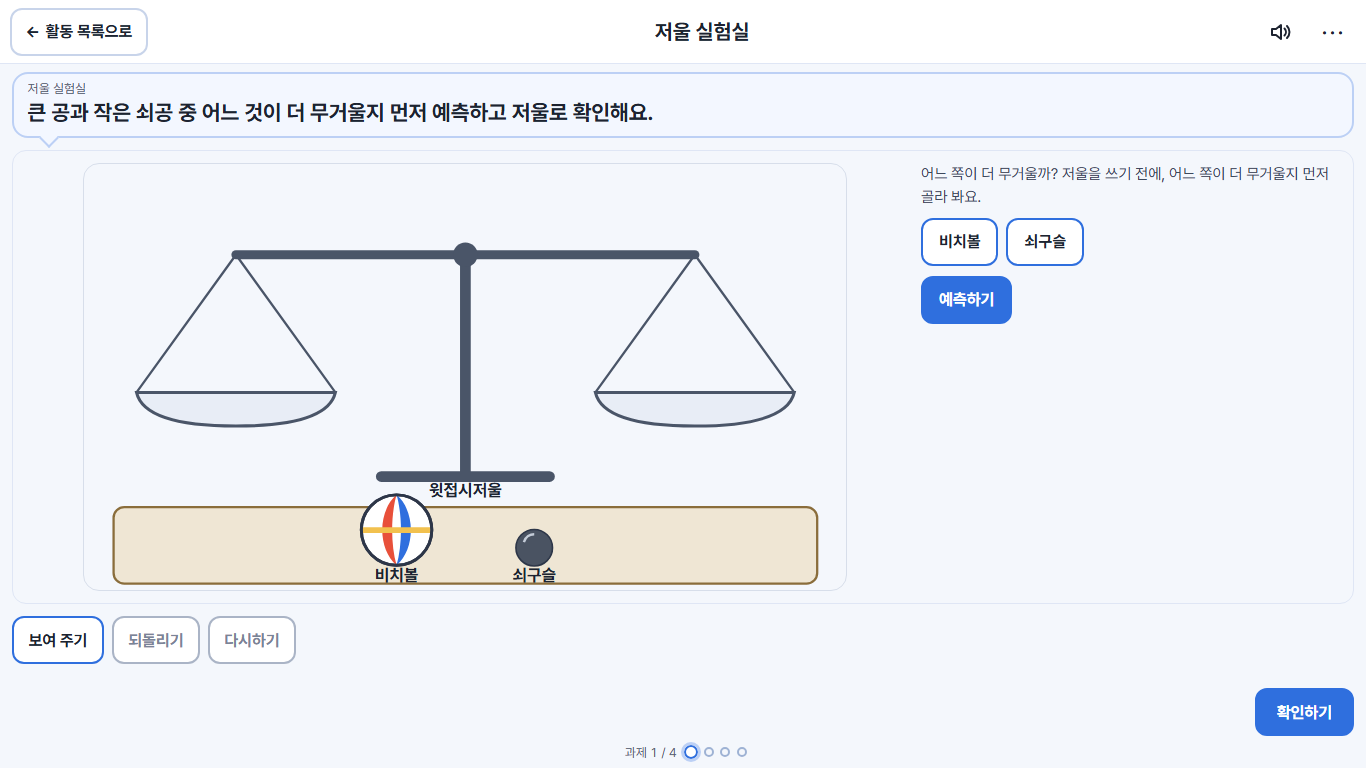 ← 활동 목록으로
저울 실험실
저울 실험실
큰 공과 작은 쇠공 중 어느 것이 더 무거울지 먼저 예측하고 저울로 확인해요.
어느 쪽이 더 무거울까? 저울을 쓰기 전에, 어느 쪽이 더 무거울지 먼저
골라 봐요.
비치볼 쇠구슬
예측하기
윗접시저울
비치볼 쇠구슬
보여 주기 되돌리기 다시하기
확인하기
과제 1 / 4